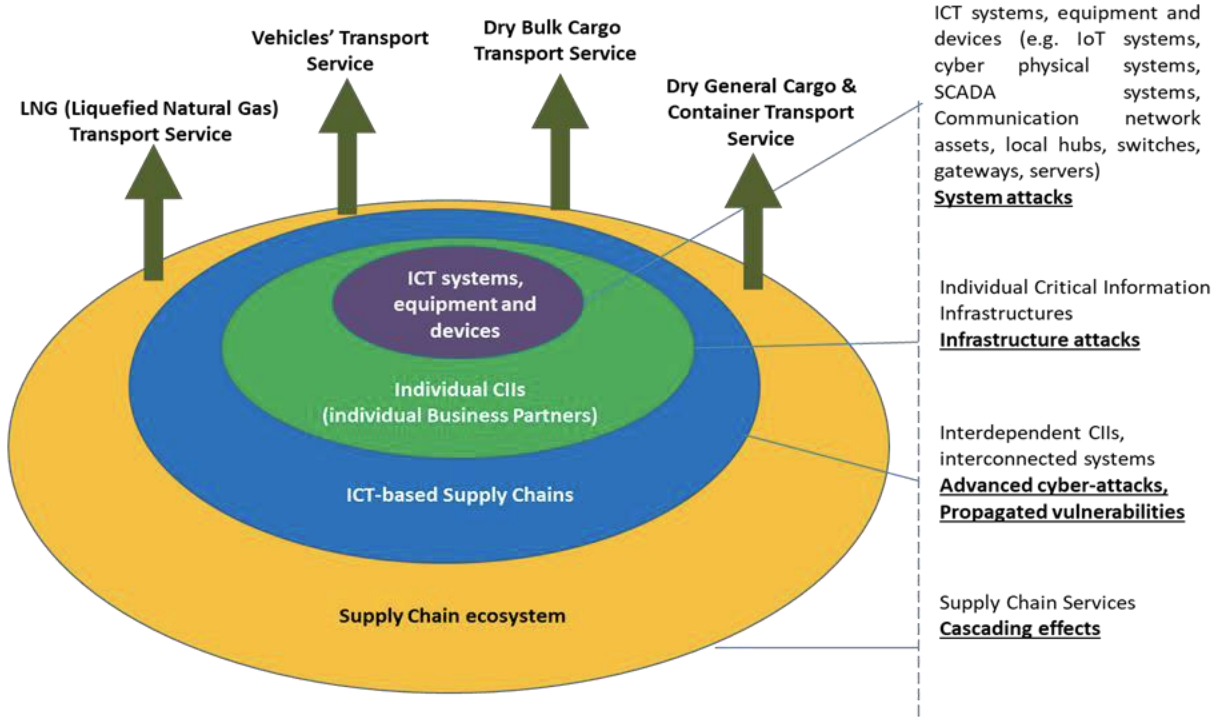 LNG (Liquefied Natural Gas)
Transport Service
Vehicles’ Transport
Service
Dry Bulk Cargo
Transport Service
Dry General Cargo &
Container Transport
Service
ICT systems,
equipment and
devices
Individual CIIs
(individual Business Partners)
ICT-based Supply Chains
Supply Chain ecosystem
ICT systems, equipment and
devices (e.g. IoT systems,
cyber physical systems,
SCADA systems,
Communication network
assets, local hubs, switches,
gateways, servers)
System attacks
Individual Critical Information
Infrastructures
Infrastructure attacks
Interdependent CIIs,
interconnected systems
Advanced cyber-attacks,
Propagated vulnerabilities
Supply Chain Services
Cascading effects